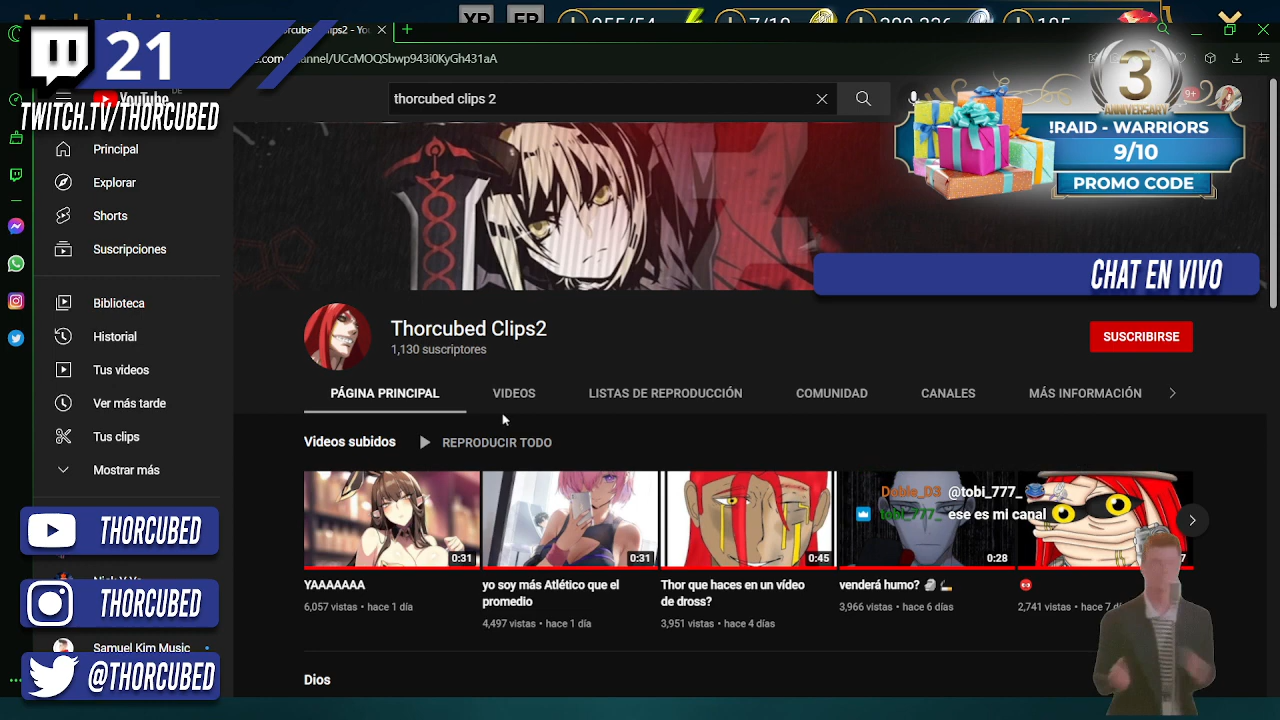 21
TWITCH.TV/THORCUBED
YouTube
thorcubed clips 2
3
ANNIVERSARY
!RAID - WARRIORS
9/10
PROMO CODE
CHAT EN VIVO
Principal
Explorar
Shorts
Suscripciones
Biblioteca
Historial
Tus videos
Ver más tarde
Tus clips
Mostrar más
THORCUBED
THORCUBED
Samuel Kim Music
@THORCUBED
Thorcubed Clips2
1,130 suscriptores
SUSCRIBIRSE
PÁGINA PRINCIPAL
VIDEOS
LISTAS DE REPRODUCCIÓN
COMUNIDAD
CANALES
MÁS INFORMACIÓN
Videos subidos
REPRODUCIR TODO
0:31
0:31
0:45
0:28
Doble_D3 @tobi_777_
tobi_777_ ese es mi canal
YAAAAAAA
6,057 vistas • hace 1 día
yo soy más Atlético que el
promedio
4,497 vistas • hace 1 día
Thor que haces en un vídeo
de dross?
3,951 vistas • hace 4 días
venderá humo? 🗿🚬
3,966 vistas • hace 6 días
2,741 vistas • hace 7
Dios